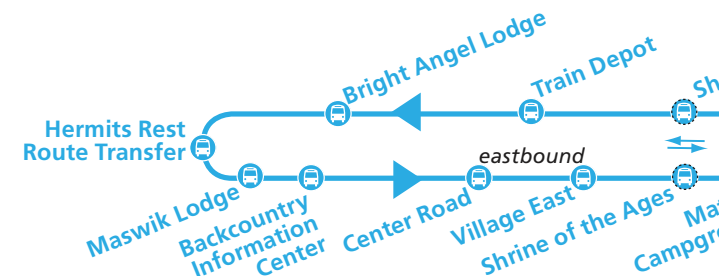 Bright Angel Lodge
Train Depot
Hermits Rest
Route Transfer
eastbound
Maswik Lodge
Backcountry
Information
Center
Center Road
Village East
Shrine of the Ages